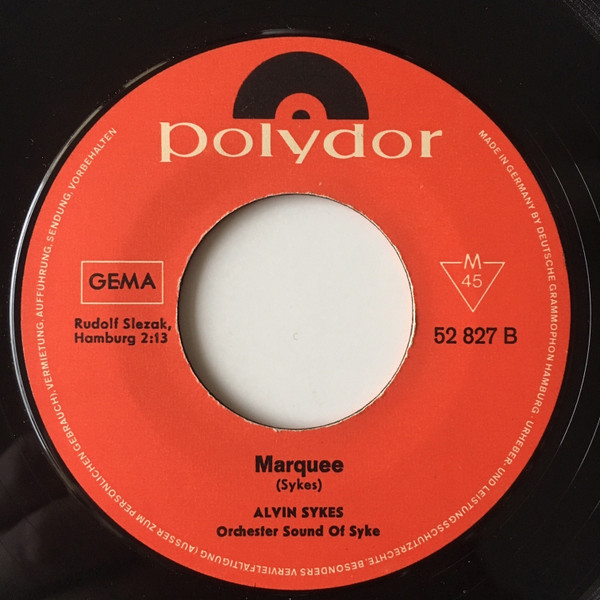 polydor
GEMA
Rudolf Slezak,
Hamburg 2:13
M
45
52 827 B
Marquee
(Sykes)
ALVIN SYKES
Orchester Sound Of Syke
MADE IN GERMANY BY DEUTSCHE GRAMMOPHON HAMBURG · URHEBER- UND LEISTUNGSSCHUTZRECHTE, BESONDERS VERVIELFÄLTIGUNG (AUSSER ZUM PERSÖNLICHEN GEBRAUCH), VERMIETUNG, AUFFÜHRUNG, SENDUNG, VORBEHALTEN